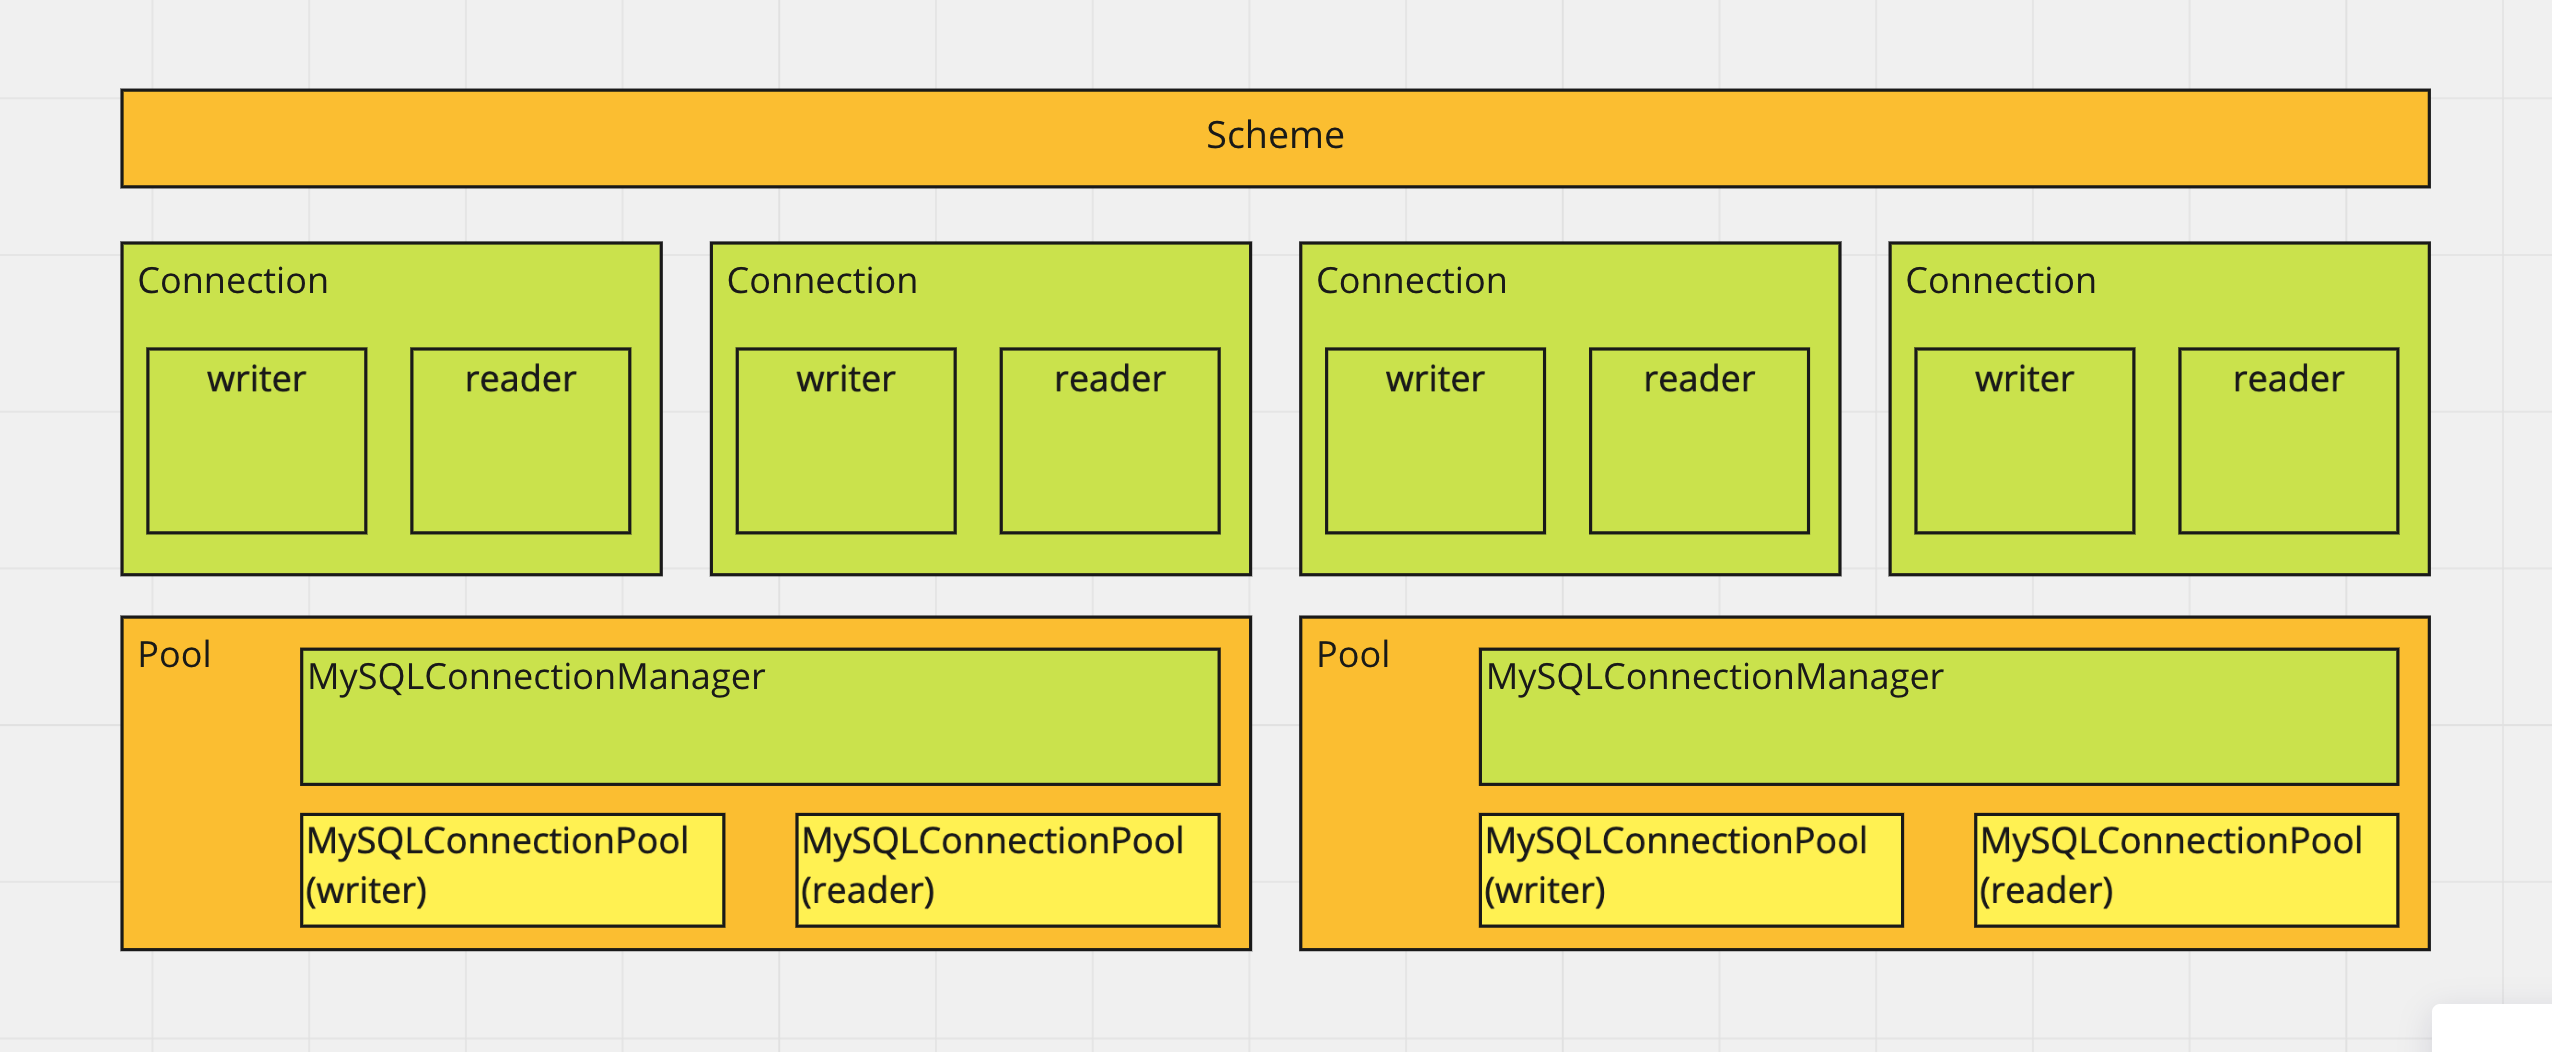 Scheme
Connection
writer
reader
Connection
writer
reader
Connection
writer
reader
Connection
writer
reader
Pool
MySQLConnectionManager
MySQLConnectionPool
(writer)
MySQLConnectionPool
(reader)
Pool
MySQLConnectionManager
MySQLConnectionPool
(writer)
MySQLConnectionPool
(reader)